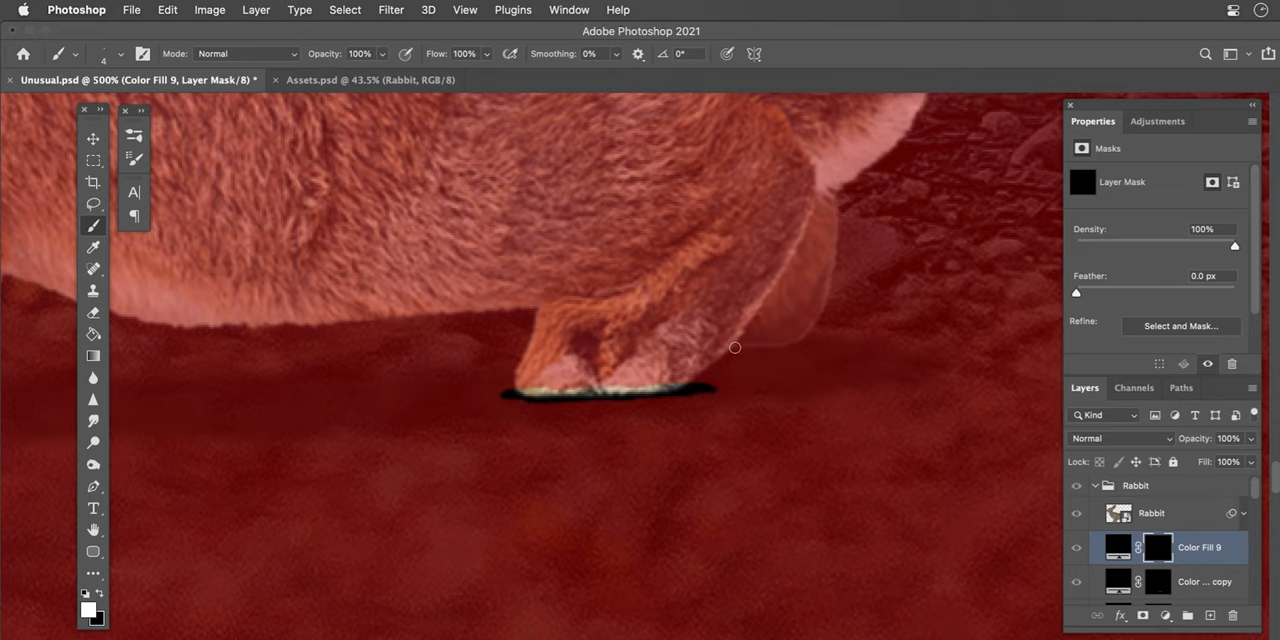 Photoshop File Edit Image Layer Type Select Filter 3D View Plugins Window Help
Adobe Photoshop 2021
4 Mode: Normal Opacity: 100% Flow: 100% Smoothing: 0% 0°
Unusual.psd @ 500% (Color Fill 9, Layer Mask/8) * Assets.psd @ 43.5% (Rabbit, RGB/8)
Properties Adjustments
Masks
Layer Mask
Density: 100%
Feather: 0.0 px
Refine: Select and Mask...
Layers Channels Paths
Kind
Normal Opacity: 100%
Lock: Fill: 100%
Rabbit
Rabbit
Color Fill 9
Color ... copy